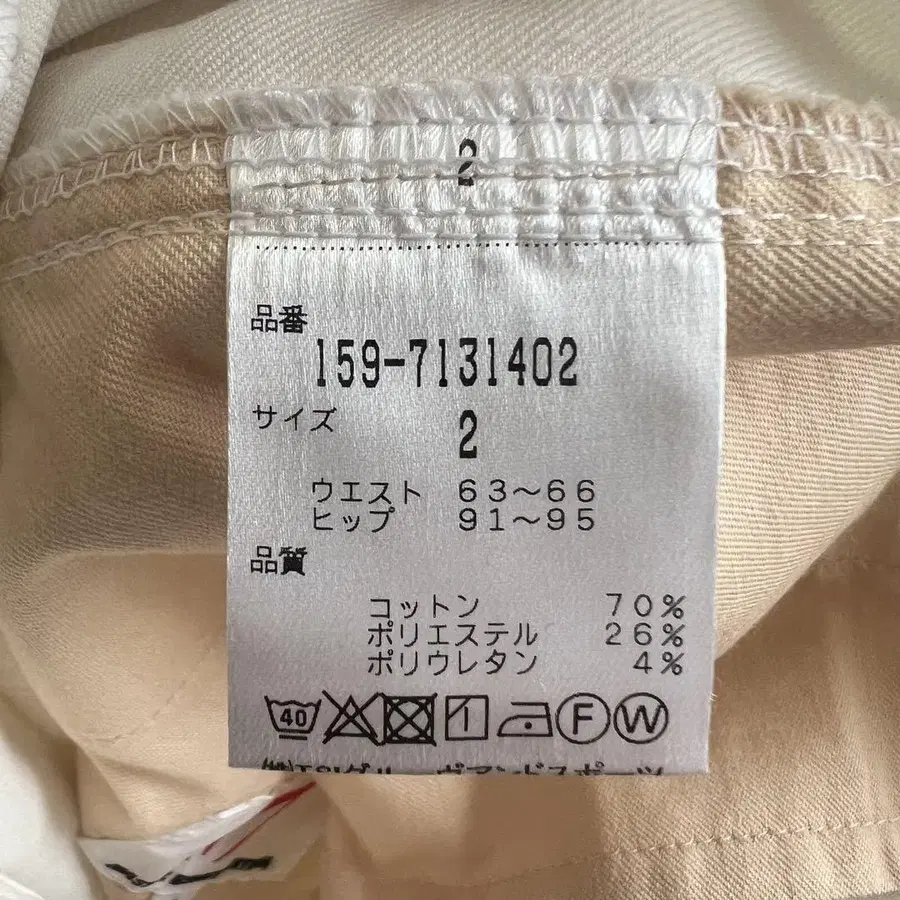 2
品番
159-7131402
サイズ
2
ウエスト 63～66
ヒップ 91～95
品質
コットン 70%
ポリエステル 26%
ポリウレタン 4%
40 F W